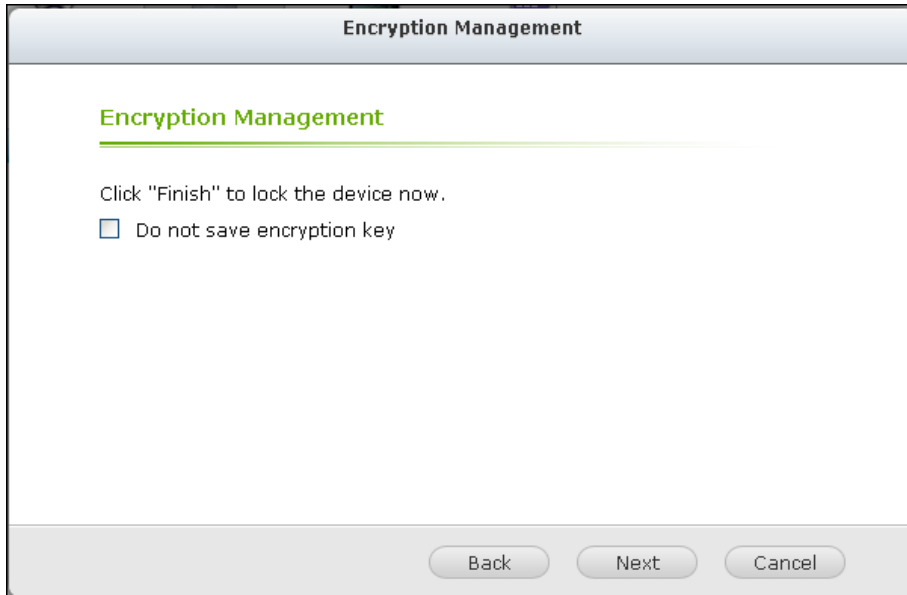 Encryption Management
Encryption Management
Click "Finish" to lock the device now.
Do not save encryption key
Back Next Cancel